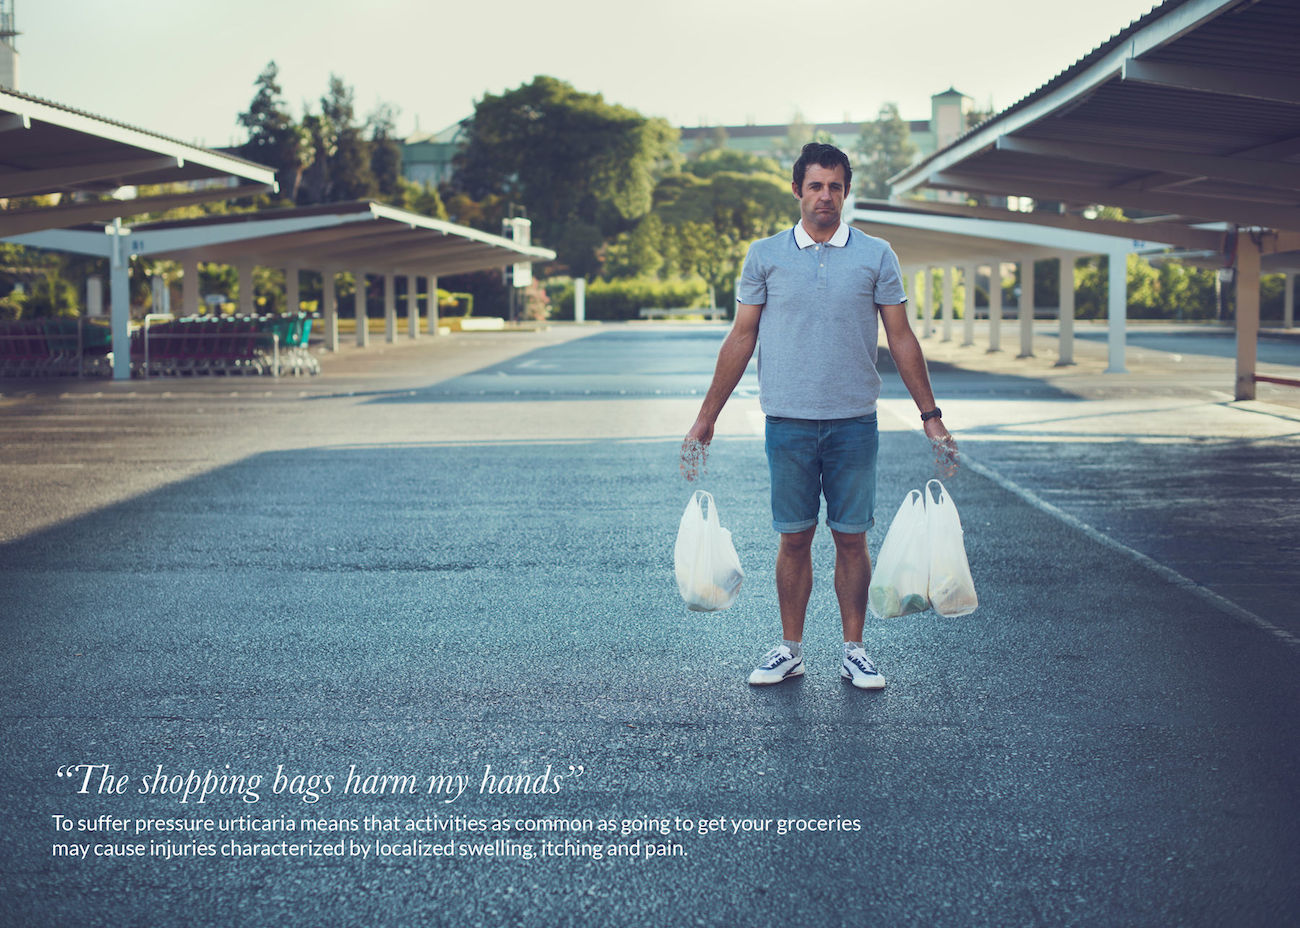 “The shopping bags harm my hands”
To suffer pressure urticaria means that activities as common as going to get your groceries
may cause injuries characterized by localized swelling, itching and pain.